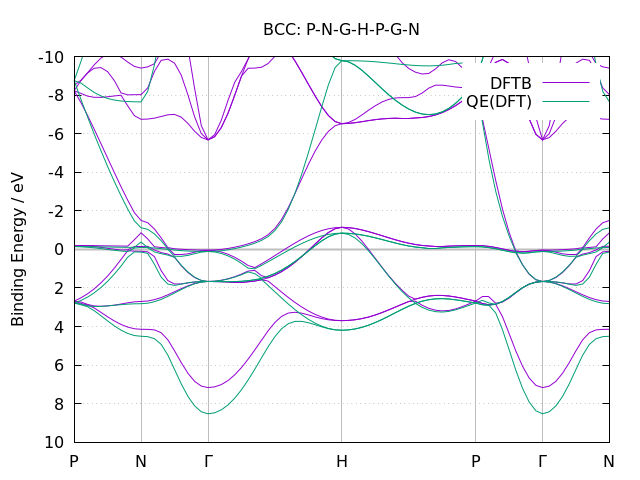 BCC: P-N-G-H-P-G-N
-10
-8
-6
-4
-2
0
2
4
6
8
10
Binding Energy / eV
DFTB
QE(DFT)
P N Γ H P Γ N